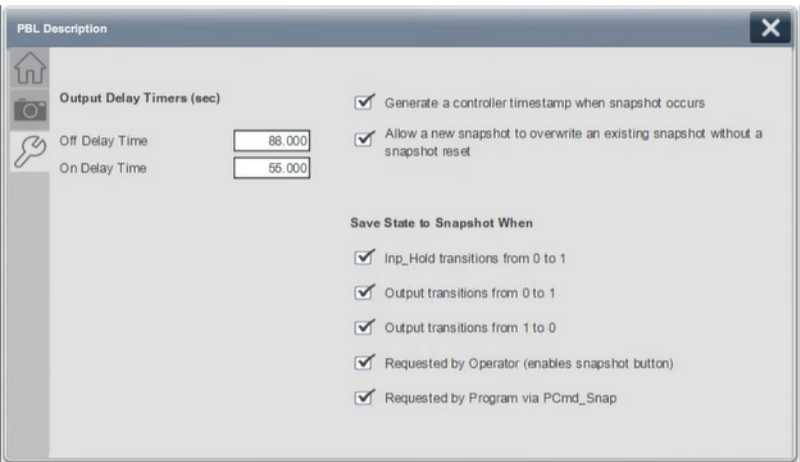 PBL Description
Output Delay Timers (sec)
Off Delay Time 88.000
On Delay Time 55.000
Generate a controller timestamp when snapshot occurs
Allow a new snapshot to overwrite an existing snapshot without a
snapshot reset
Save State to Snapshot When
Inp_Hold transitions from 0 to 1
Output transitions from 0 to 1
Output transitions from 1 to 0
Requested by Operator (enables snapshot button)
Requested by Program via PCmd_Snap